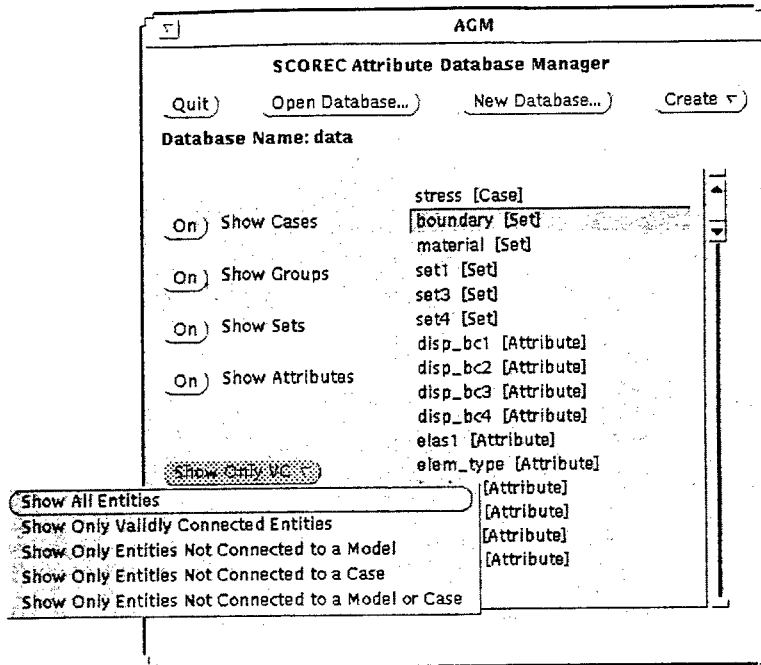 AGM
SCOREC Attribute Database Manager
Quit Open Database... New Database... Create
Database Name: data
stress [Case]
On Show Cases boundary [Set]
material [Set]
On Show Groups set1 [Set]
set3 [Set]
On Show Sets set4 [Set]
disp_bc1 [Attribute]
disp_bc2 [Attribute]
On Show Attributes disp_bc3 [Attribute]
disp_bc4 [Attribute]
elas1 [Attribute]
Show Only VC elem_type [Attribute]
Show All Entities [Attribute]
Show Only Validly Connected Entities [Attribute]
Show Only Entities Not Connected to a Model [Attribute]
Show Only Entities Not Connected to a Case [Attribute]
Show Only Entities Not Connected to a Model or Case